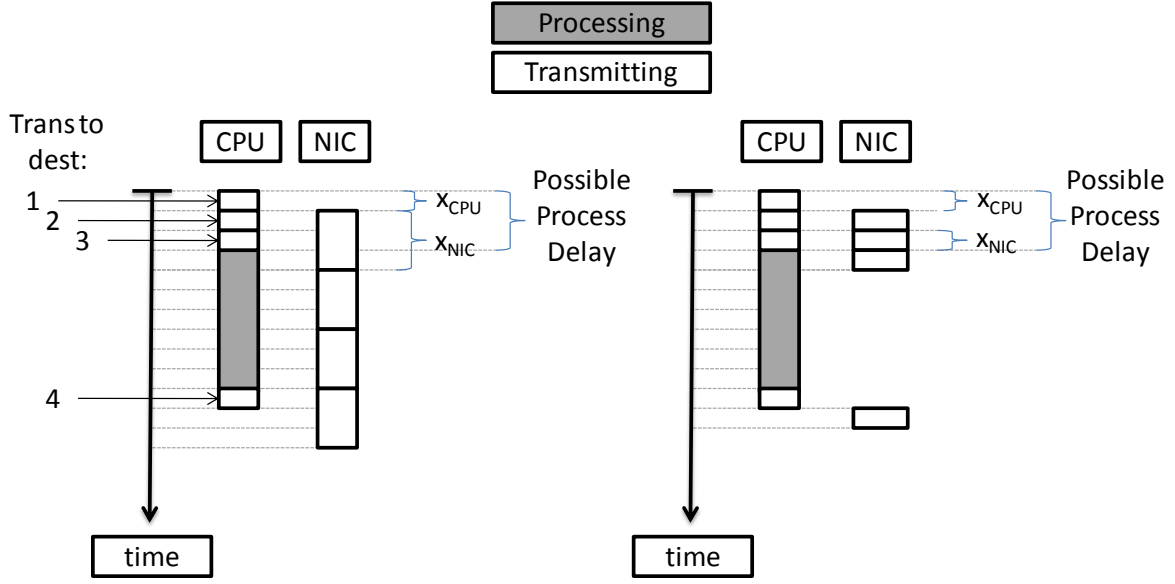 Processing
Transmitting
Trans to
dest:
CPU NIC
CPU NIC
1
2
3
4
xCPU
xNIC
Possible
Process
Delay
xCPU
xNIC
Possible
Process
Delay
time
time